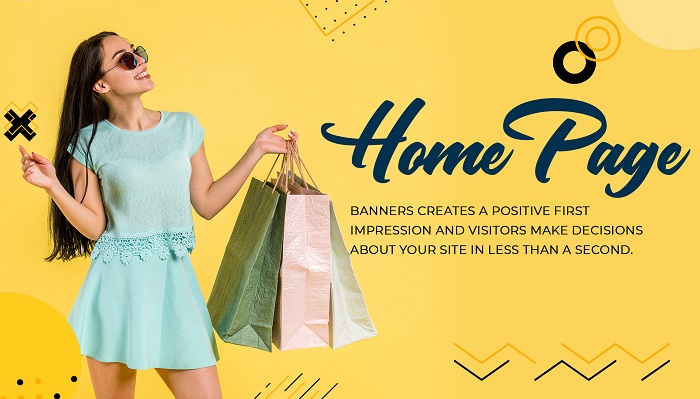 Home Page
BANNERS CREATES A POSITIVE FIRST
IMPRESSION AND VISITORS MAKE DECISIONS
ABOUT YOUR SITE IN LESS THAN A SECOND.